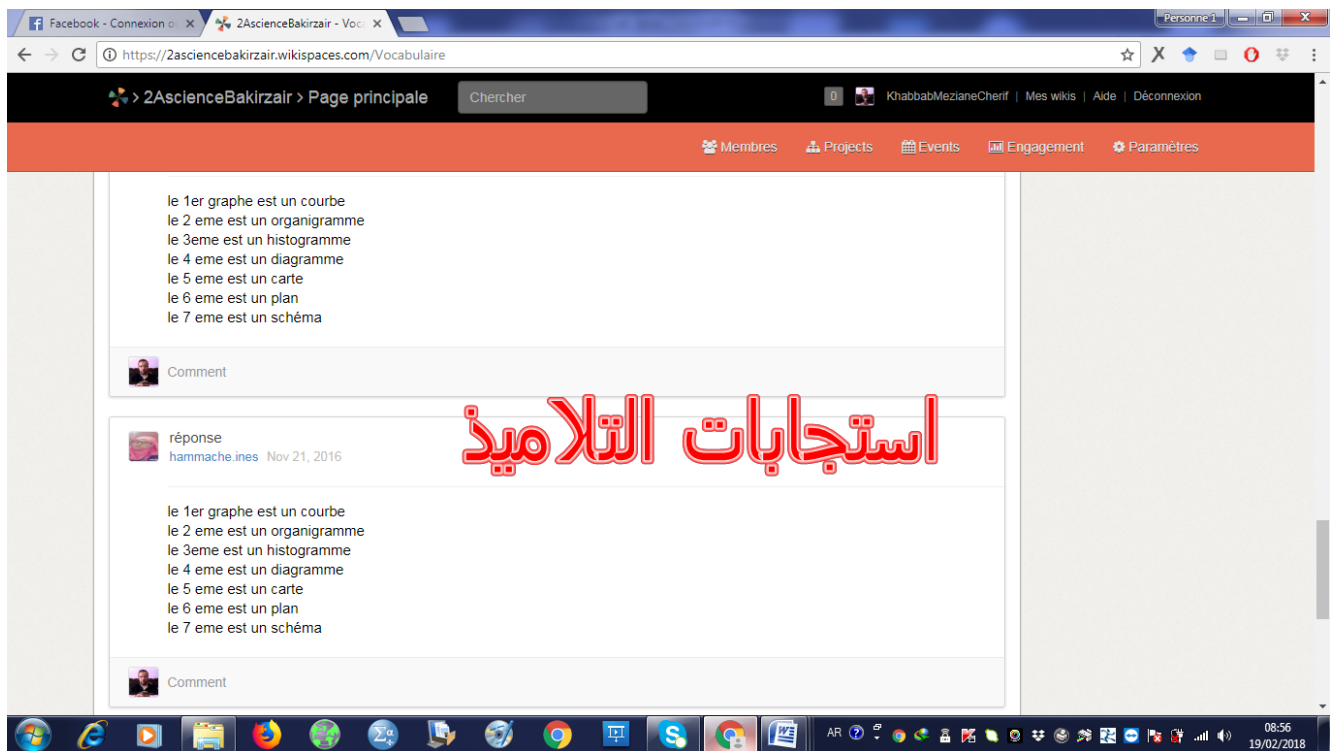 Facebook - Connexion o
2AscienceBakirzair - Voc
Personne 1
https://2asciencebakirzair.wikispaces.com/Vocabulaire
2AscienceBakirzair > Page principale
Chercher
0
KhabbabMezianeCherif | Mes wikis | Aide | Déconnexion
Membres
Projects
Events
Engagement
Paramètres
le 1er graphe est un courbe
le 2 eme est un organigramme
le 3eme est un histogramme
le 4 eme est un diagramme
le 5 eme est un carte
le 6 eme est un plan
le 7 eme est un schéma
Comment
استجابات التلاميذ
réponse
hammache.ines Nov 21, 2016
le 1er graphe est un courbe
le 2 eme est un organigramme
le 3eme est un histogramme
le 4 eme est un diagramme
le 5 eme est un carte
le 6 eme est un plan
le 7 eme est un schéma
Comment
AR
08:56
19/02/2018